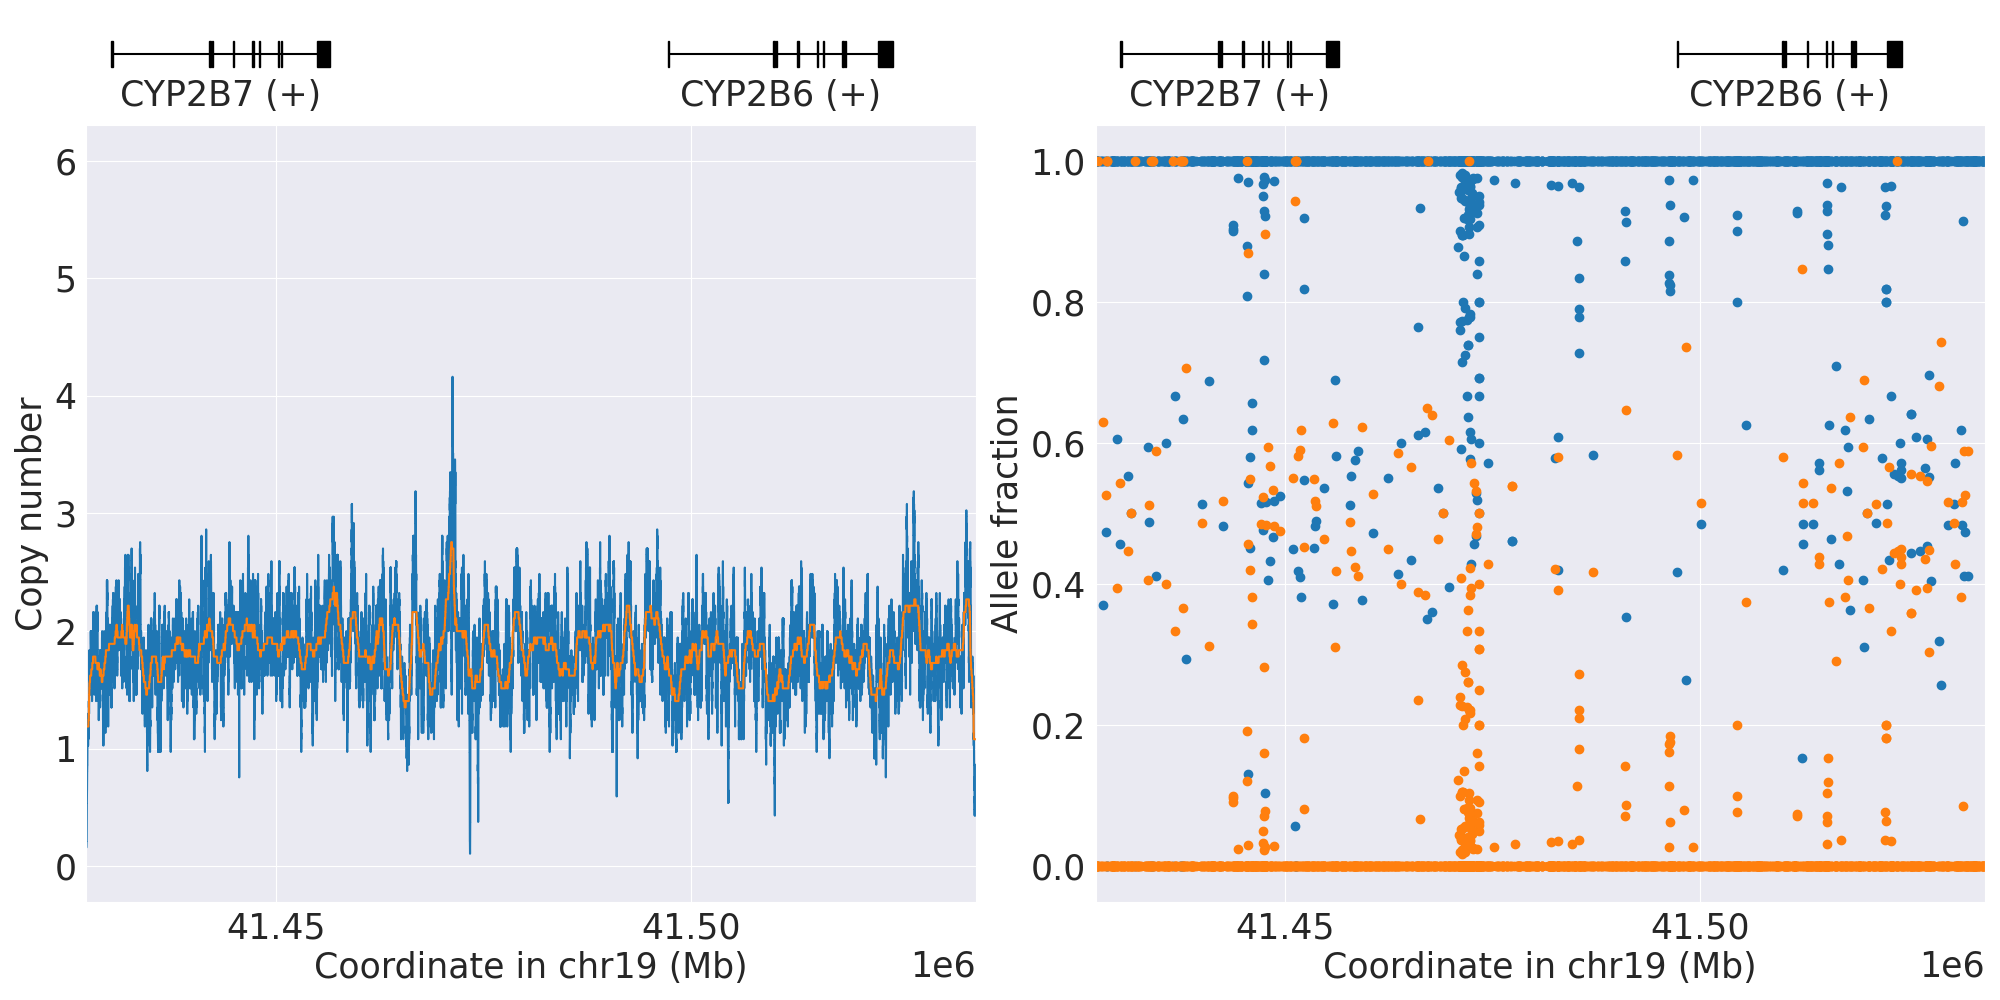 CYP2B7 (+)
CYP2B6 (+)
CYP2B7 (+)
CYP2B6 (+)
Copy number
6
5
4
3
2
1
0
41.45
41.50
Coordinate in chr19 (Mb)
1e6
Allele fraction
1.0
0.8
0.6
0.4
0.2
0.0
41.45
41.50
Coordinate in chr19 (Mb)
1e6